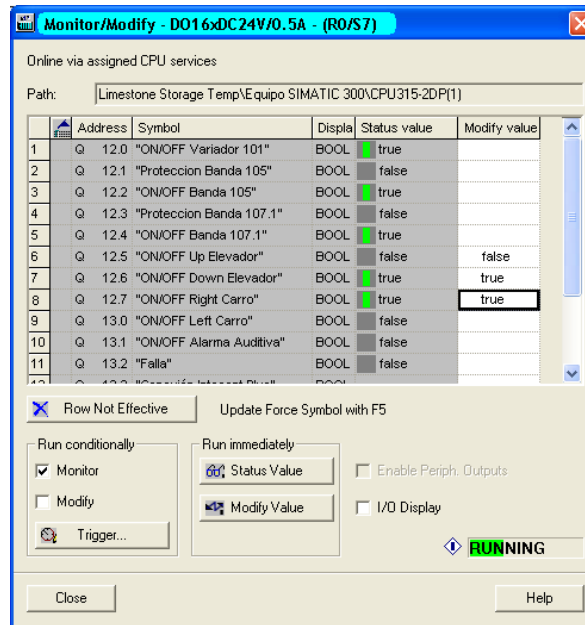 Monitor/Modify - DO16xDC24V/0.5A - (R0/S7)
Online via assigned CPU services
Path: Limestone Storage Temp\Equipo SIMATIC 300\CPU315-2DP(1)
Address Symbol Displa Status value Modify value
1 Q 12.0 "ON/OFF Variador 101" BOOL true
2 Q 12.1 "Proteccion Banda 105" BOOL false
3 Q 12.2 "ON/OFF Banda 105" BOOL true
4 Q 12.3 "Proteccion Banda 107.1" BOOL false
5 Q 12.4 "ON/OFF Banda 107.1" BOOL true
6 Q 12.5 "ON/OFF Up Elevador" BOOL false false
7 Q 12.6 "ON/OFF Down Elevador" BOOL true true
8 Q 12.7 "ON/OFF Right Carro" BOOL true true
9 Q 13.0 "ON/OFF Left Carro" BOOL false
10 Q 13.1 "ON/OFF Alarma Auditiva" BOOL false
11 Q 13.2 "Falla" BOOL false
Row Not Effective Update Force Symbol with F5
Run conditionally Run immediately
Monitor Status Value Enable Periph. Outputs
Modify Modify Value I/O Display
Trigger...
RUNNING
Close Help